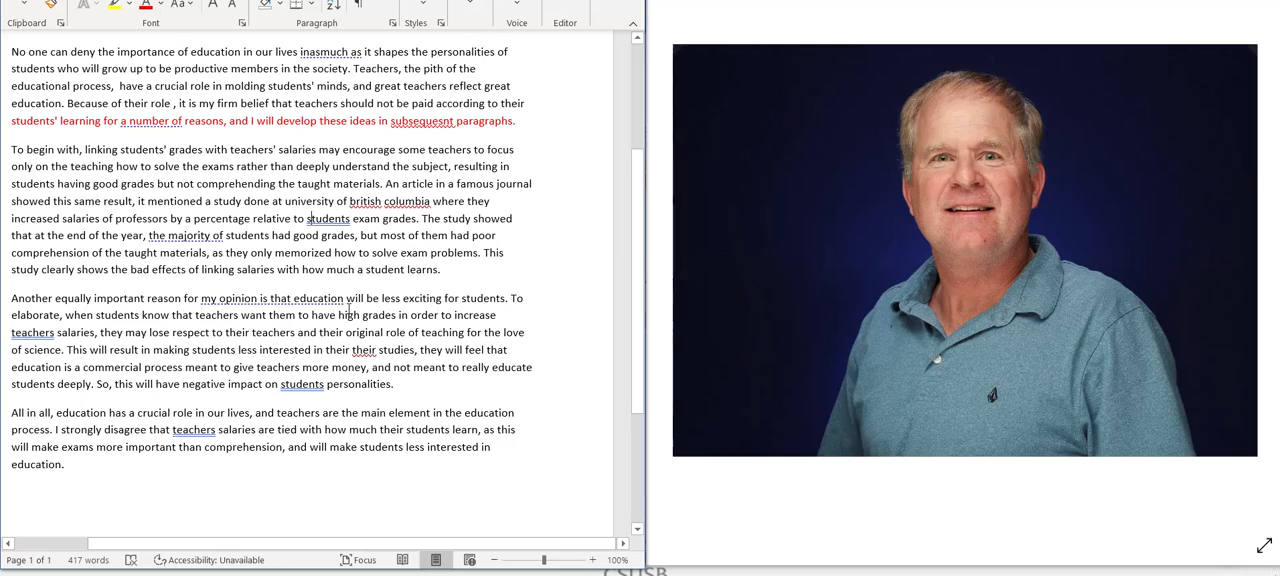 Clipboard
Font
Paragraph
Styles
Voice
Editor
No one can deny the importance of education in our lives inasmuch as it shapes the personalities of
students who will grow up to be productive members in the society. Teachers, the pith of the
educational process,  have a crucial role in molding students' minds, and great teachers reflect great
education. Because of their role , it is my firm belief that teachers should not be paid according to their
students' learning for a number of reasons, and I will develop these ideas in subsequesnt paragraphs.
To begin with, linking students' grades with teachers' salaries may encourage some teachers to focus
only on the teaching how to solve the exams rather than deeply understand the subject, resulting in
students having good grades but not comprehending the taught materials. An article in a famous journal
showed this same result, it mentioned a study done at university of british columbia where they
increased salaries of professors by a percentage relative to students exam grades. The study showed
that at the end of the year, the majority of students had good grades, but most of them had poor
comprehension of the taught materials, as they only memorized how to solve exam problems. This
study clearly shows the bad effects of linking salaries with how much a student learns.
Another equally important reason for my opinion is that education will be less exciting for students. To
elaborate, when students know that teachers want them to have high grades in order to increase
teachers salaries, they may lose respect to their teachers and their original role of teaching for the love
of science. This will result in making students less interested in their their studies, they will feel that
education is a commercial process meant to give teachers more money, and not meant to really educate
students deeply. So, this will have negative impact on students personalities.
All in all, education has a crucial role in our lives, and teachers are the main element in the education
process. I strongly disagree that teachers salaries are tied with how much their students learn, as this
will make exams more important than comprehension, and will make students less interested in
education.
Page 1 of 1
417 words
Accessibility: Unavailable
Focus
100%
CSUSB